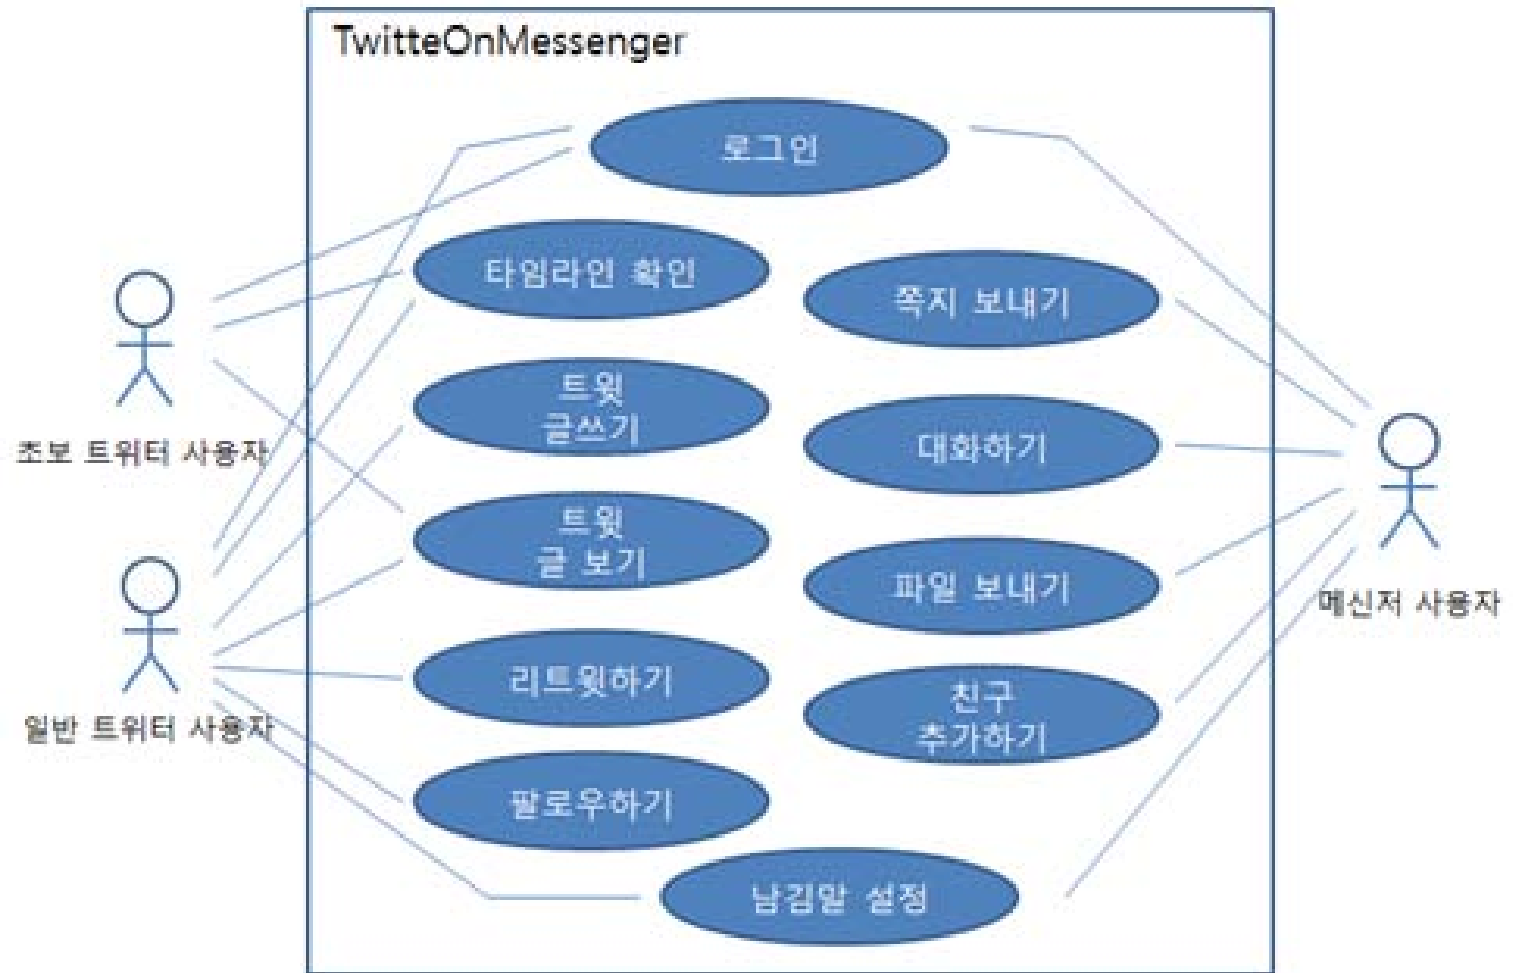 TwitteOnMessenger
로그인
타임라인 확인
쪽지 보내기
초보 트위터 사용자
트윗
글쓰기
대화하기
트윗
글 보기
파일 보내기
메신저 사용자
리트윗하기
친구
추가하기
일반 트위터 사용자
팔로우하기
남김말 설정